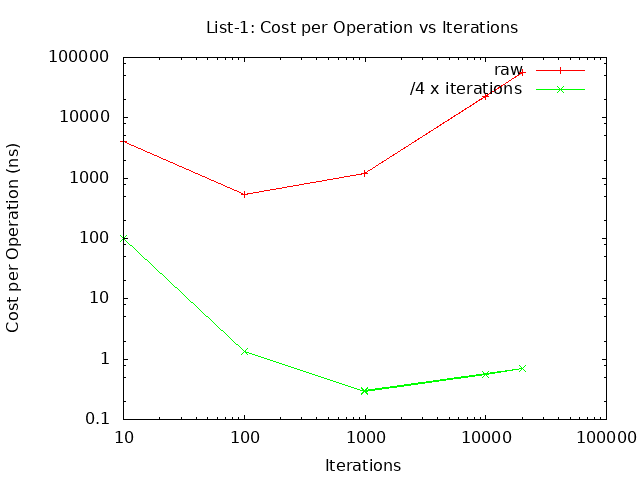 List-1: Cost per Operation vs Iterations
100000
10000
1000
100
10
1
0.1
Cost per Operation (ns)
raw
/4 x iterations
10
100
1000
10000
100000
Iterations